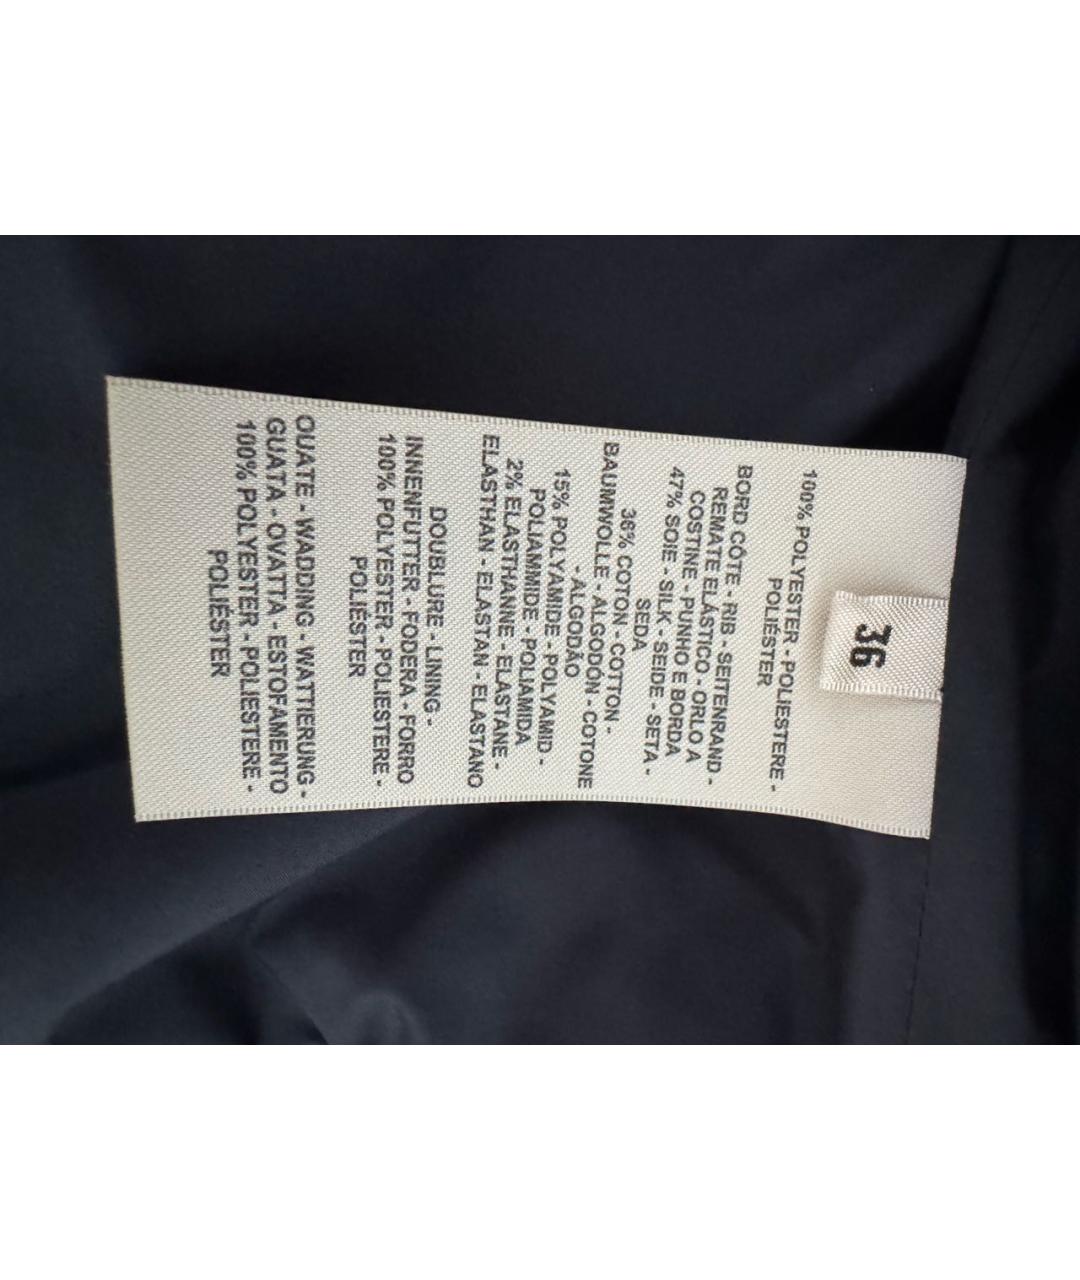 36
100% POLYESTER - POLIESTERE -
POLIÉSTER
BORD CÔTE - RIB - SEITENRAND -
REMATE ELÁSTICO - ORLO A
COSTINE - PUNHO E BORDA
47% SOIE - SILK - SEIDE - SETA -
SEDA
36% COTON - COTTON -
BAUMWOLLE - ALGODÓN - COTONE
- ALGODÃO
15% POLYAMIDE - POLYAMID -
POLIAMMIDE - POLIAMIDA
2% ELASTHANNE - ELASTANE -
ELASTHAN - ELASTAN - ELASTANO
DOUBLURE - LINING -
INNENFUTTER - FODERA - FORRO
100% POLYESTER - POLIESTERE -
POLIÉSTER
OUATE - WADDING - WATTIERUNG -
GUATA - OVATTA - ESTOFAMENTO
100% POLYESTER - POLIESTERE -
POLIÉSTER